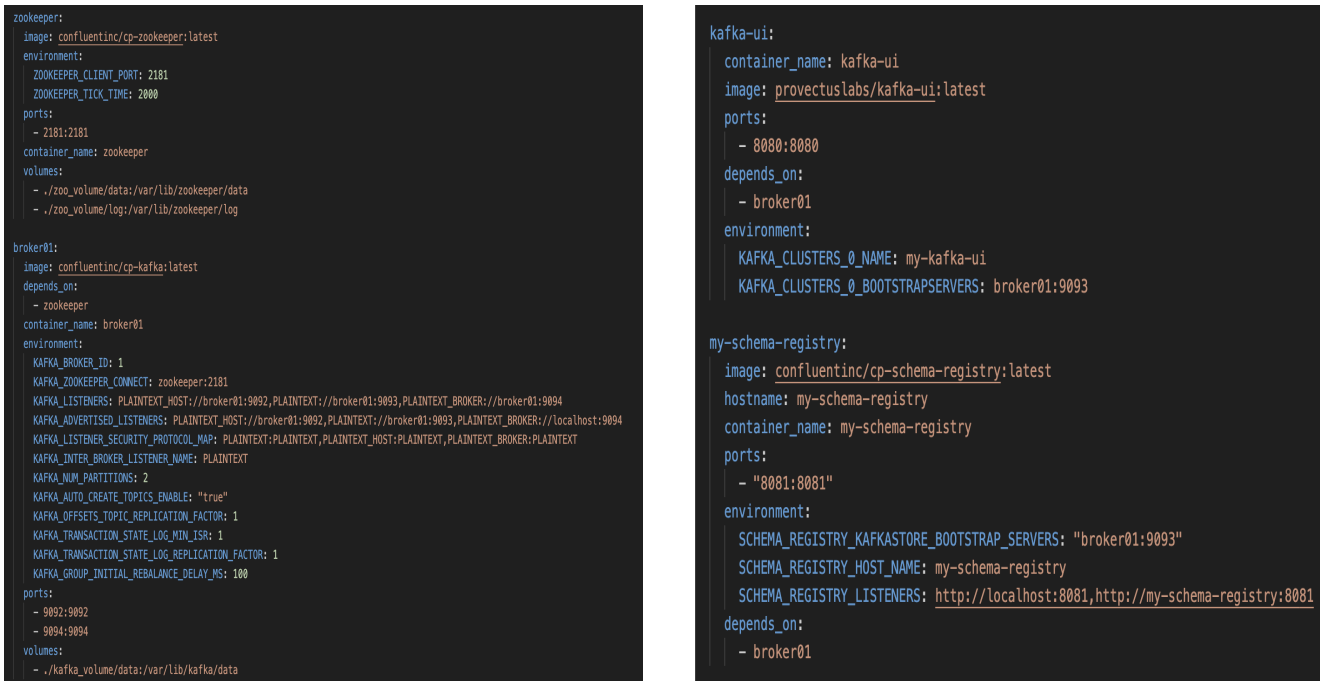 zookeeper:
image: confluentinc/cp-zookeeper:latest
environment:
ZOOKEEPER_CLIENT_PORT: 2181
ZOOKEEPER_TICK_TIME: 2000
ports:
- 2181:2181
container_name: zookeeper
volumes:
- ./zoo_volume/data:/var/lib/zookeeper/data
- ./zoo_volume/log:/var/lib/zookeeper/log
broker01:
image: confluentinc/cp-kafka:latest
depends_on:
- zookeeper
container_name: broker01
environment:
KAFKA_BROKER_ID: 1
KAFKA_ZOOKEEPER_CONNECT: zookeeper:2181
KAFKA_LISTENERS: PLAINTEXT_HOST://broker01:9092,PLAINTEXT://broker01:9093,PLAINTEXT_BROKER://broker01:9094
KAFKA_ADVERTISED_LISTENERS: PLAINTEXT_HOST://broker01:9092,PLAINTEXT://broker01:9093,PLAINTEXT_BROKER://localhost:9094
KAFKA_LISTENER_SECURITY_PROTOCOL_MAP: PLAINTEXT:PLAINTEXT,PLAINTEXT_HOST:PLAINTEXT,PLAINTEXT_BROKER:PLAINTEXT
KAFKA_INTER_BROKER_LISTENER_NAME: PLAINTEXT
KAFKA_NUM_PARTITIONS: 2
KAFKA_AUTO_CREATE_TOPICS_ENABLE: "true"
KAFKA_OFFSETS_TOPIC_REPLICATION_FACTOR: 1
KAFKA_TRANSACTION_STATE_LOG_MIN_ISR: 1
KAFKA_TRANSACTION_STATE_LOG_REPLICATION_FACTOR: 1
KAFKA_GROUP_INITIAL_REBALANCE_DELAY_MS: 100
ports:
- 9092:9092
- 9094:9094
volumes:
- ./kafka_volume/data:/var/lib/kafka/data
kafka-ui:
container_name: kafka-ui
image: provectuslabs/kafka-ui:latest
ports:
- 8080:8080
depends_on:
- broker01
environment:
KAFKA_CLUSTERS_0_NAME: my-kafka-ui
KAFKA_CLUSTERS_0_BOOTSTRAPSERVERS: broker01:9093
my-schema-registry:
image: confluentinc/cp-schema-registry:latest
hostname: my-schema-registry
container_name: my-schema-registry
ports:
- "8081:8081"
environment:
SCHEMA_REGISTRY_KAFKASTORE_BOOTSTRAP_SERVERS: "broker01:9093"
SCHEMA_REGISTRY_HOST_NAME: my-schema-registry
SCHEMA_REGISTRY_LISTENERS: http://localhost:8081,http://my-schema-registry:8081
depends_on:
- broker01